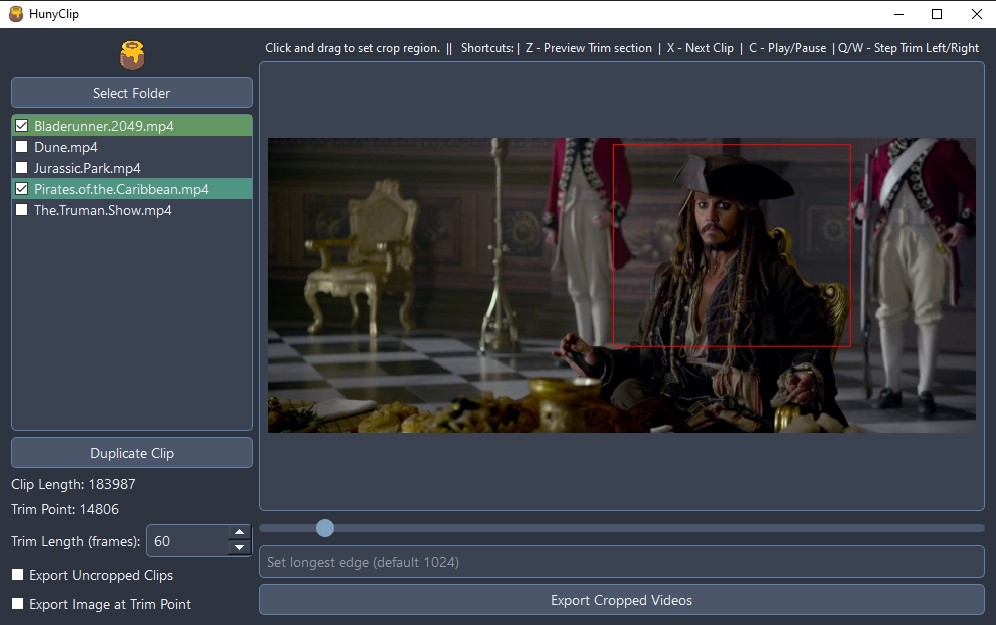 HunyClip
Click and drag to set crop region. || Shortcuts: | Z - Preview Trim section | X - Next Clip | C - Play/Pause | Q/W - Step Trim Left/Right
Select Folder
Bladerunner.2049.mp4
Dune.mp4
Jurassic.Park.mp4
Pirates.of.the.Caribbean.mp4
The.Truman.Show.mp4
Duplicate Clip
Clip Length: 183987
Trim Point: 14806
Trim Length (frames): 60
Export Uncropped Clips
Export Image at Trim Point
Set longest edge (default 1024)
Export Cropped Videos